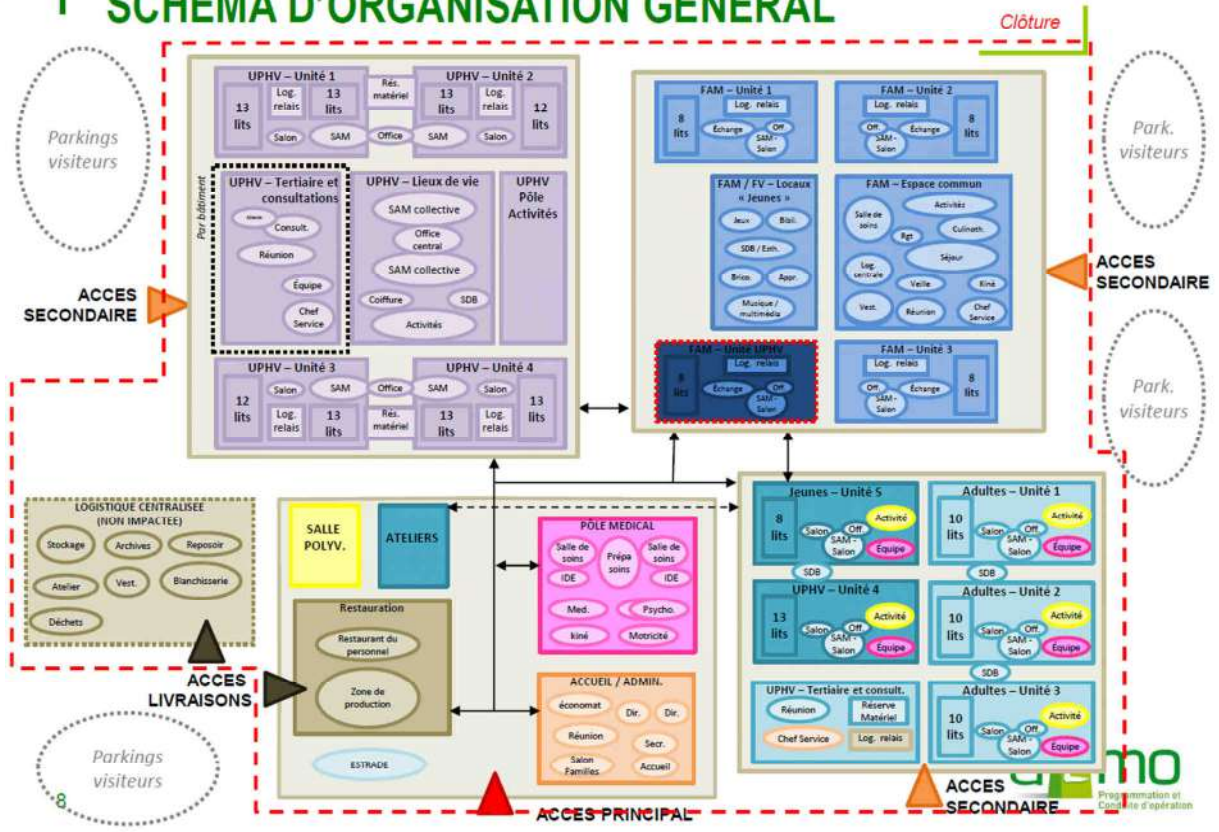 SCHÉMA D'ORGANISATION GÉNÉRAL
Clôture
Parkings
visiteurs
Park.
visiteurs
Park.
visiteurs
Parkings
visiteurs
ACCES
SECONDAIRE
ACCES
SECONDAIRE
Par bâtiment
UPHV – Unité 1
13
lits
Log.
relais
13
lits
Salon
SAM
Rés.
matériel
Office
UPHV – Unité 2
13
lits
Log.
relais
12
lits
SAM
Salon
UPHV – Tertiaire et
consultations
Consult.
Réunion
Équipe
Chef
Service
UPHV – Lieux de vie
SAM collective
Office
central
SAM collective
Coiffure
SDB
Activités
UPHV
Pôle
Activités
UPHV – Unité 3
12
lits
Salon
SAM
Log.
relais
13
lits
Office
Rés.
matériel
UPHV – Unité 4
SAM
Salon
13
lits
Log.
relais
13
lits
FAM – Unité 1
Log. relais
8
lits
Échange
Off
SAM -
Salon
FAM – Unité 2
Log. relais
Off.
Échange
SAM -
Salon
8
lits
FAM / FV – Locaux
« Jeunes »
Jeux
Bibli.
SDB / Esth.
Brico.
Appr.
Musique /
multimédia
FAM – Espace commun
Salle de
soins
Activités
Rgt
Culinoth.
Séjour
Log.
centrale
Veille
Kiné
Vest.
Réunion
Chef
Service
FAM – Unité UPHV
Log. relais
8
lits
Échange
Off
SAM -
Salon
FAM – Unité 3
Log. relais
Off.
Échange
SAM -
Salon
8
lits
LOGISTIQUE CENTRALISEE
(NON IMPACTEE)
Stockage
Archives
Reposoir
Atelier
Vest.
Blanchisserie
Déchets
ACCES
LIVRAISONS
SALLE
POLYV.
ATELIERS
Restauration
Restaurant du
personnel
Zone de
production
ESTRADE
PÔLE MEDICAL
Salle de
soins
Prépa
soins
Salle de
soins
IDE
IDE
Med.
Psycho.
kiné
Motricité
ACCUEIL / ADMIN.
économat
Dir.
Dir.
Réunion
Secr.
Salon
Familles
Accueil
ACCES PRINCIPAL
Jeunes – Unité 5
8
lits
Salon
Off.
SAM -
Salon
Activité
Équipe
SDB
UPHV – Unité 4
13
lits
Salon
Off.
SAM -
Salon
Activité
Equipe
UPHV – Tertiaire et consult.
Réunion
Réserve
Matériel
Chef Service
Log. relais
Adultes – Unité 1
10
lits
Salon
Off.
SAM -
Salon
Activité
Équipe
SDB
Adultes – Unité 2
10
lits
Salon
Off.
SAM -
Salon
Activité
Equipe
SDB
Adultes – Unité 3
10
lits
Salon
Off.
SAM -
Salon
Activité
Equipe
ACCES
SECONDAIRE
Programmation et
Conduite d'opération
8